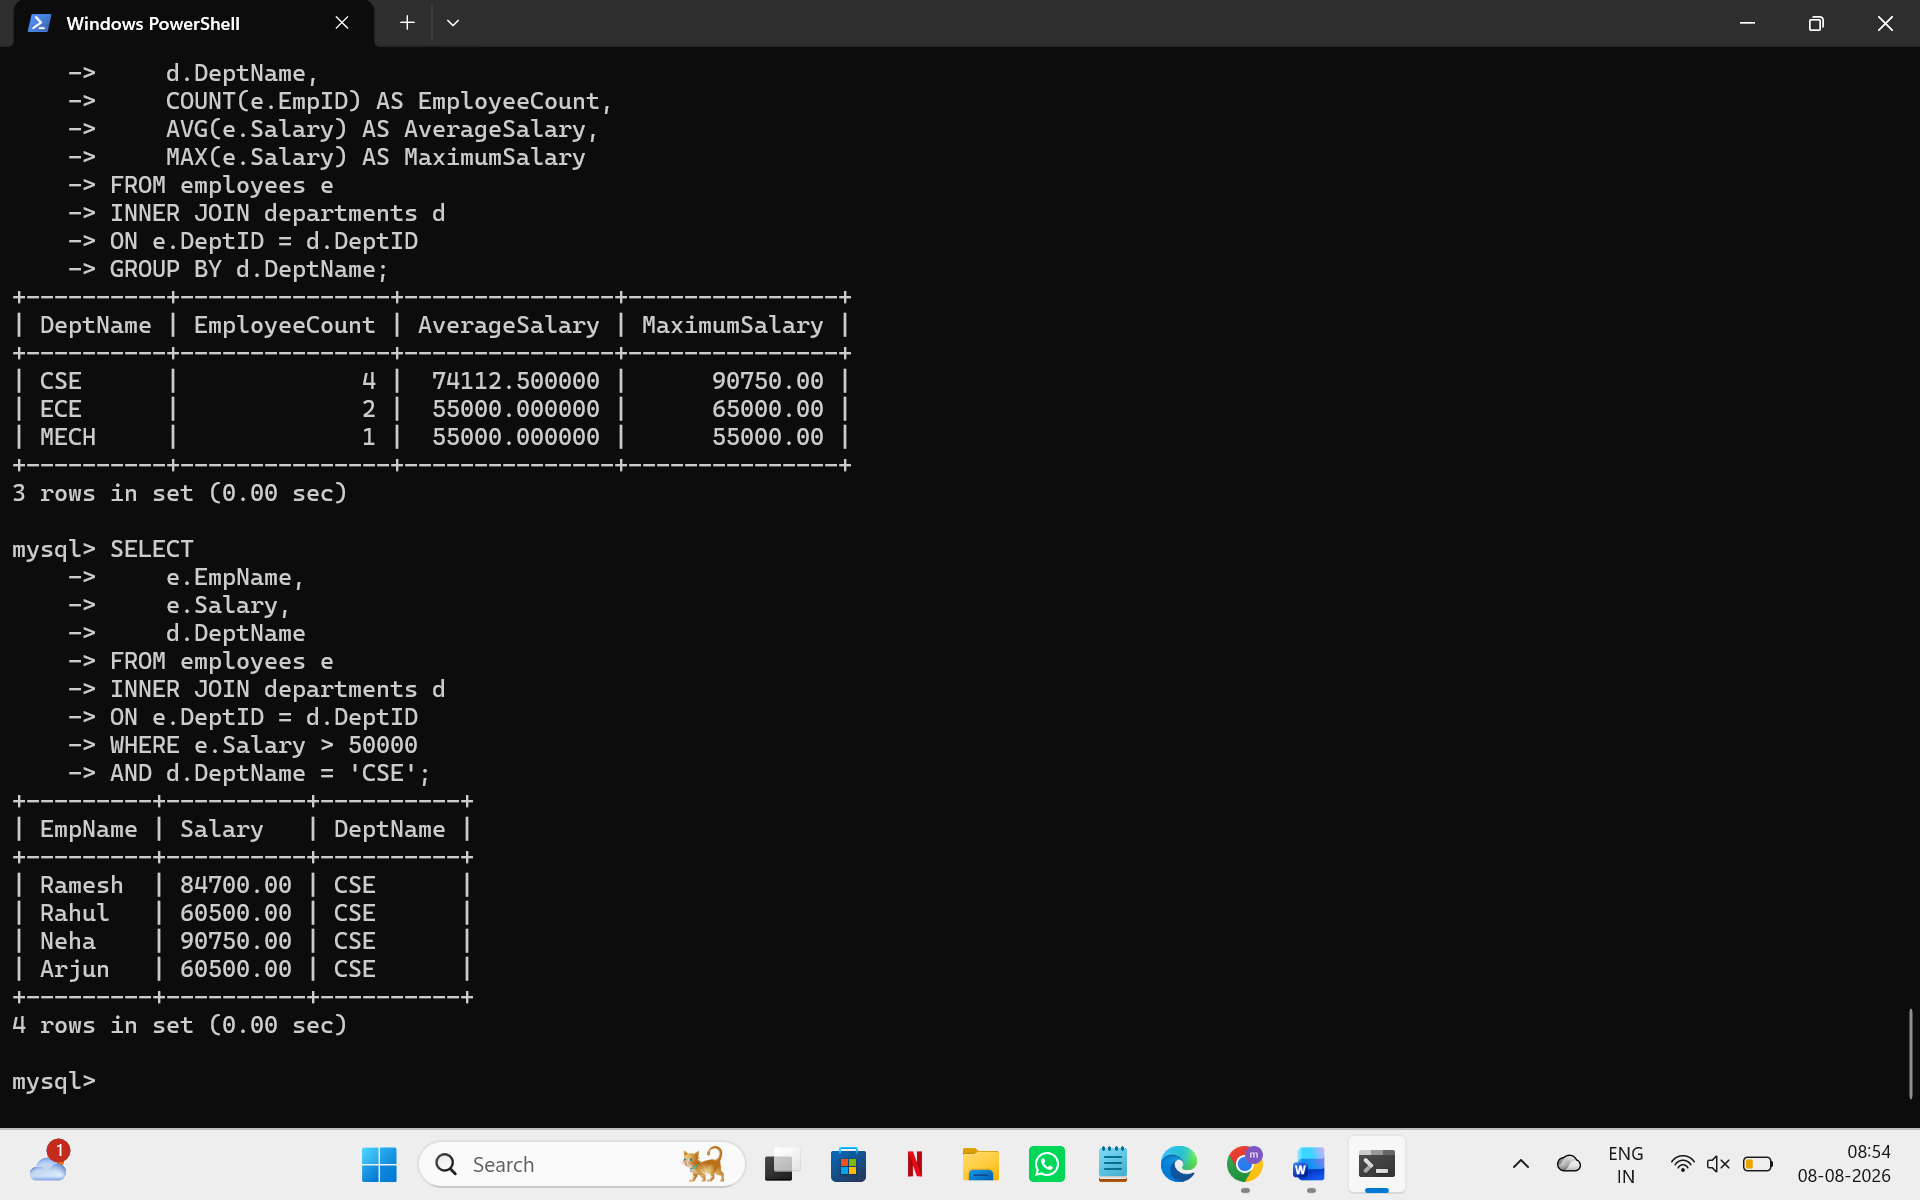 Windows PowerShell
    ->     d.DeptName,
    ->     COUNT(e.EmpID) AS EmployeeCount,
    ->     AVG(e.Salary) AS AverageSalary,
    ->     MAX(e.Salary) AS MaximumSalary
    -> FROM employees e
    -> INNER JOIN departments d
    -> ON e.DeptID = d.DeptID
    -> GROUP BY d.DeptName;
+----------+---------------+---------------+---------------+
| DeptName | EmployeeCount | AverageSalary | MaximumSalary |
+----------+---------------+---------------+---------------+
| CSE      |             4 |  74112.500000 |      90750.00 |
| ECE      |             2 |  55000.000000 |      65000.00 |
| MECH     |             1 |  55000.000000 |      55000.00 |
+----------+---------------+---------------+---------------+
3 rows in set (0.00 sec)
mysql> SELECT
    ->     e.EmpName,
    ->     e.Salary,
    ->     d.DeptName
    -> FROM employees e
    -> INNER JOIN departments d
    -> ON e.DeptID = d.DeptID
    -> WHERE e.Salary > 50000
    -> AND d.DeptName = 'CSE';
+---------+----------+----------+
| EmpName | Salary   | DeptName |
+---------+----------+----------+
| Ramesh  | 84700.00 | CSE      |
| Rahul   | 60500.00 | CSE      |
| Neha    | 90750.00 | CSE      |
| Arjun   | 60500.00 | CSE      |
+---------+----------+----------+
4 rows in set (0.00 sec)
mysql>
1
Search
N
m
W
ENG
IN
08:54
08-08-2026